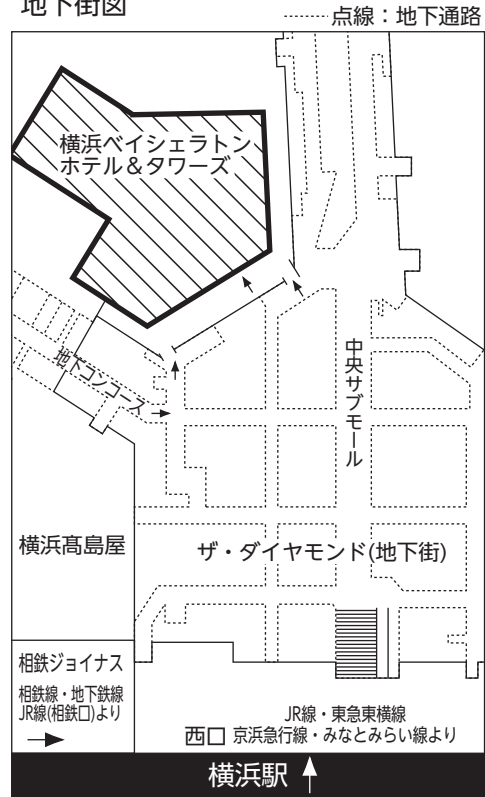 地下街図
点線：地下通路
横浜ベイシェラトン
ホテル＆タワーズ
地下コンコース
中央サブモール
横浜髙島屋
ザ・ダイヤモンド(地下街)
相鉄ジョイナス
相鉄線・地下鉄線
JR線(相鉄口)より
JR線・東急東横線
西口 京浜急行線・みなとみらい線より
横浜駅